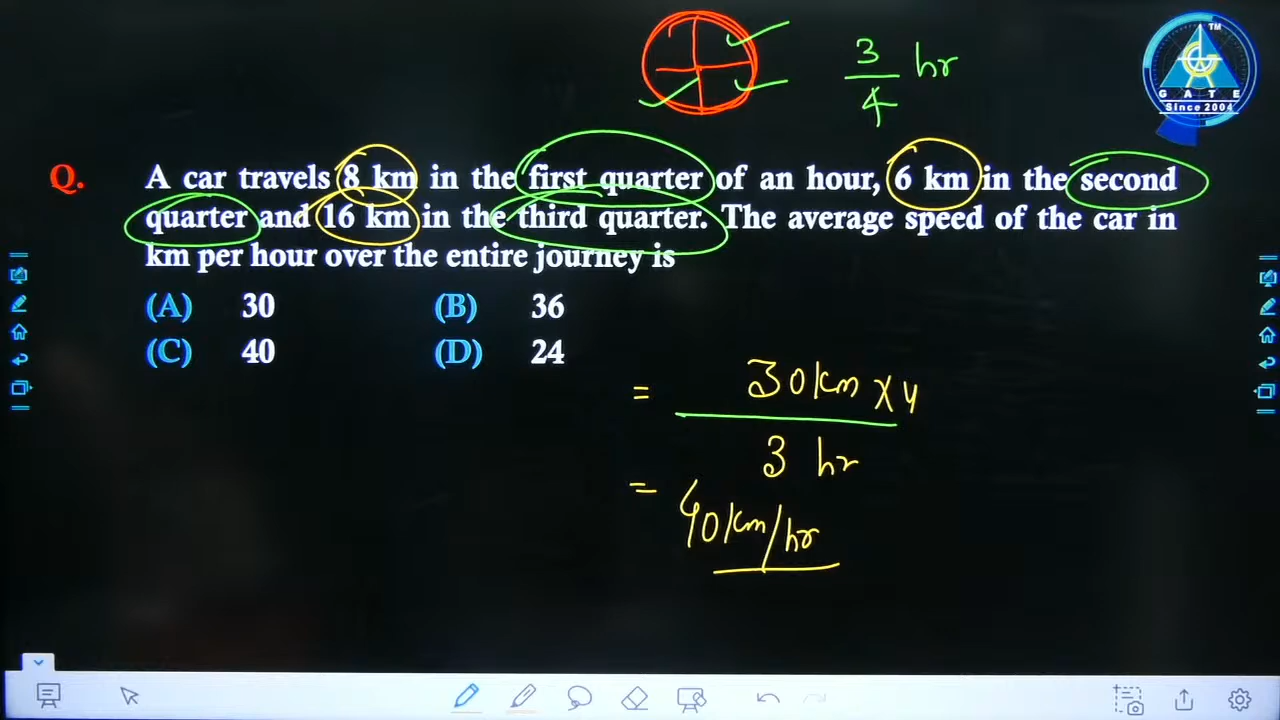 3
4 hr
TM
GATE
Since 2004
Q. A car travels 8 km in the first quarter of an hour, 6 km in the second
quarter and 16 km in the third quarter. The average speed of the car in
km per hour over the entire journey is
(A) 30 (B) 36
(C) 40 (D) 24
= 30 km x 4
3 hr
= 40 km/hr